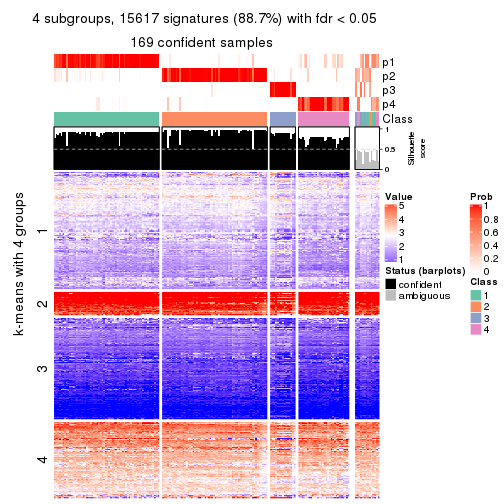 4 subgroups, 15617 signatures (88.7%) with fdr < 0.05
169 confident samples
p1
p2
p3
p4
Class
1
0.5
0
Silhouette
score
k-means with 4 groups
1
2
3
4
Value
5
4
3
2
1
Status (barplots)
confident
ambiguous
Prob
1
0.8
0.6
0.4
0.2
0
Class
1
2
3
4